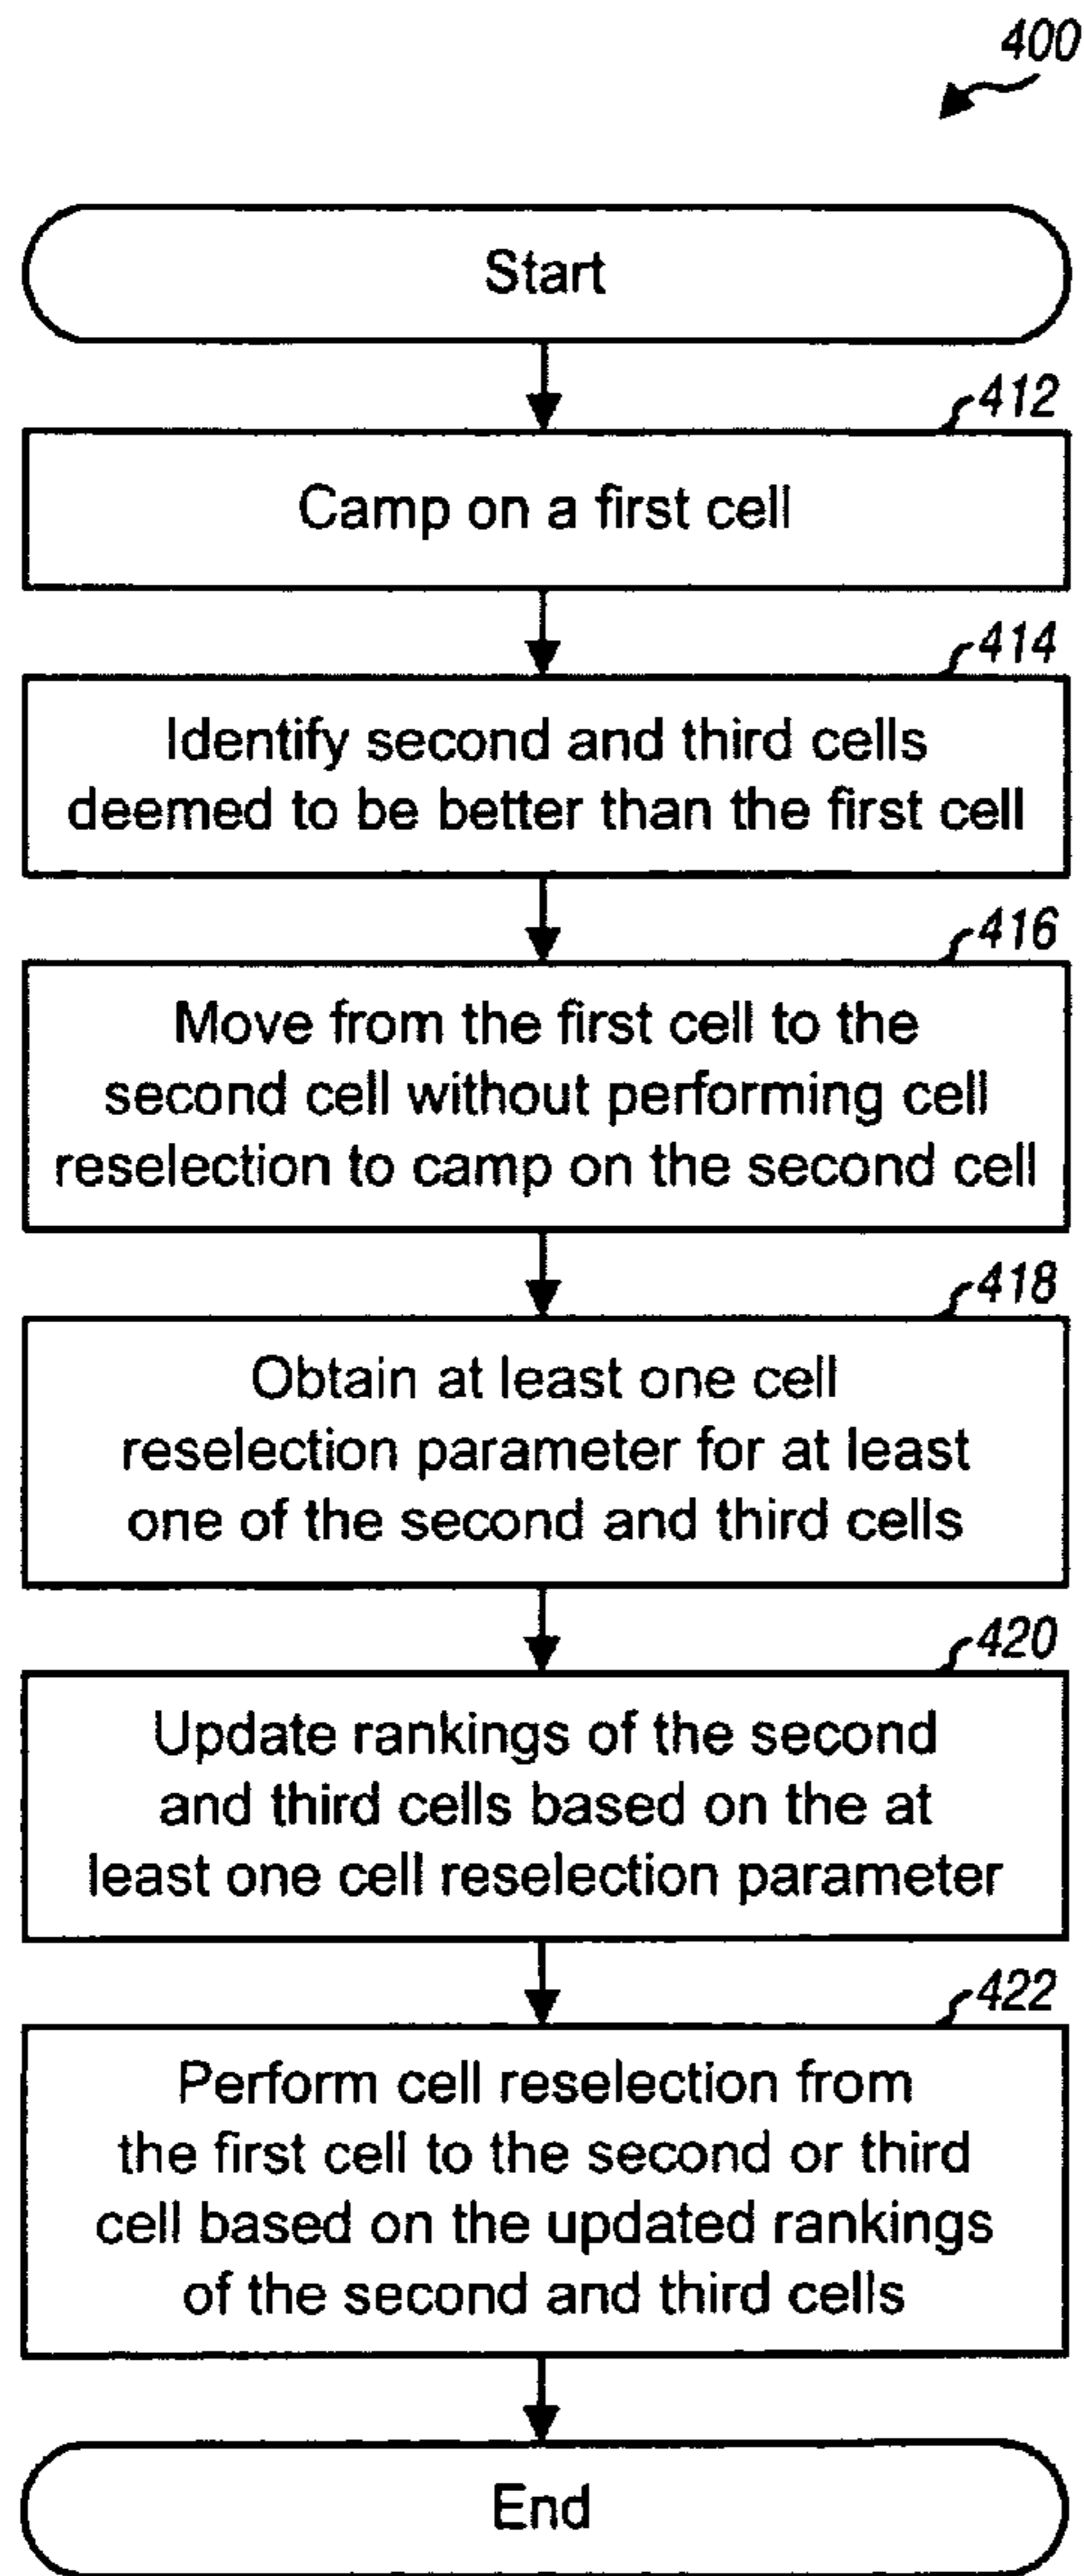 400
Start
412
Camp on a first cell
414
Identify second and third cells
deemed to be better than the first cell
416
Move from the first cell to the
second cell without performing cell
reselection to camp on the second cell
418
Obtain at least one cell
reselection parameter for at least
one of the second and third cells
420
Update rankings of the second
and third cells based on the at
least one cell reselection parameter
422
Perform cell reselection from
the first cell to the second or third
cell based on the updated rankings
of the second and third cells
End